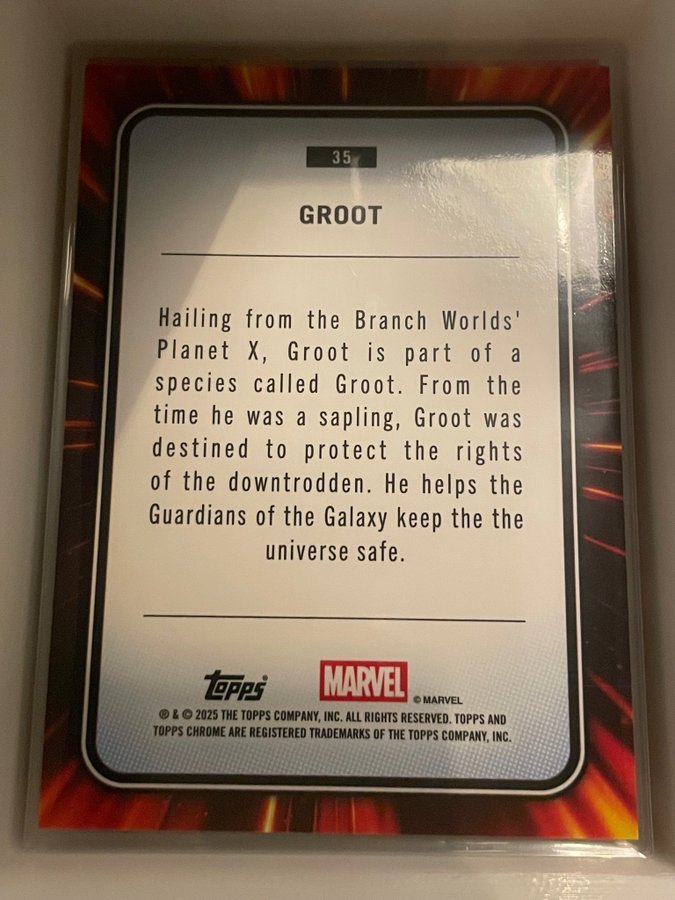 35
GROOT
Hailing from the Branch Worlds'
Planet X, Groot is part of a
species called Groot. From the
time he was a sapling, Groot was
destined to protect the rights
of the downtrodden. He helps the
Guardians of the Galaxy keep the the
universe safe.
Topps®
MARVEL © MARVEL
® & © 2025 THE TOPPS COMPANY, INC. ALL RIGHTS RESERVED. TOPPS AND
TOPPS CHROME ARE REGISTERED TRADEMARKS OF THE TOPPS COMPANY, INC.